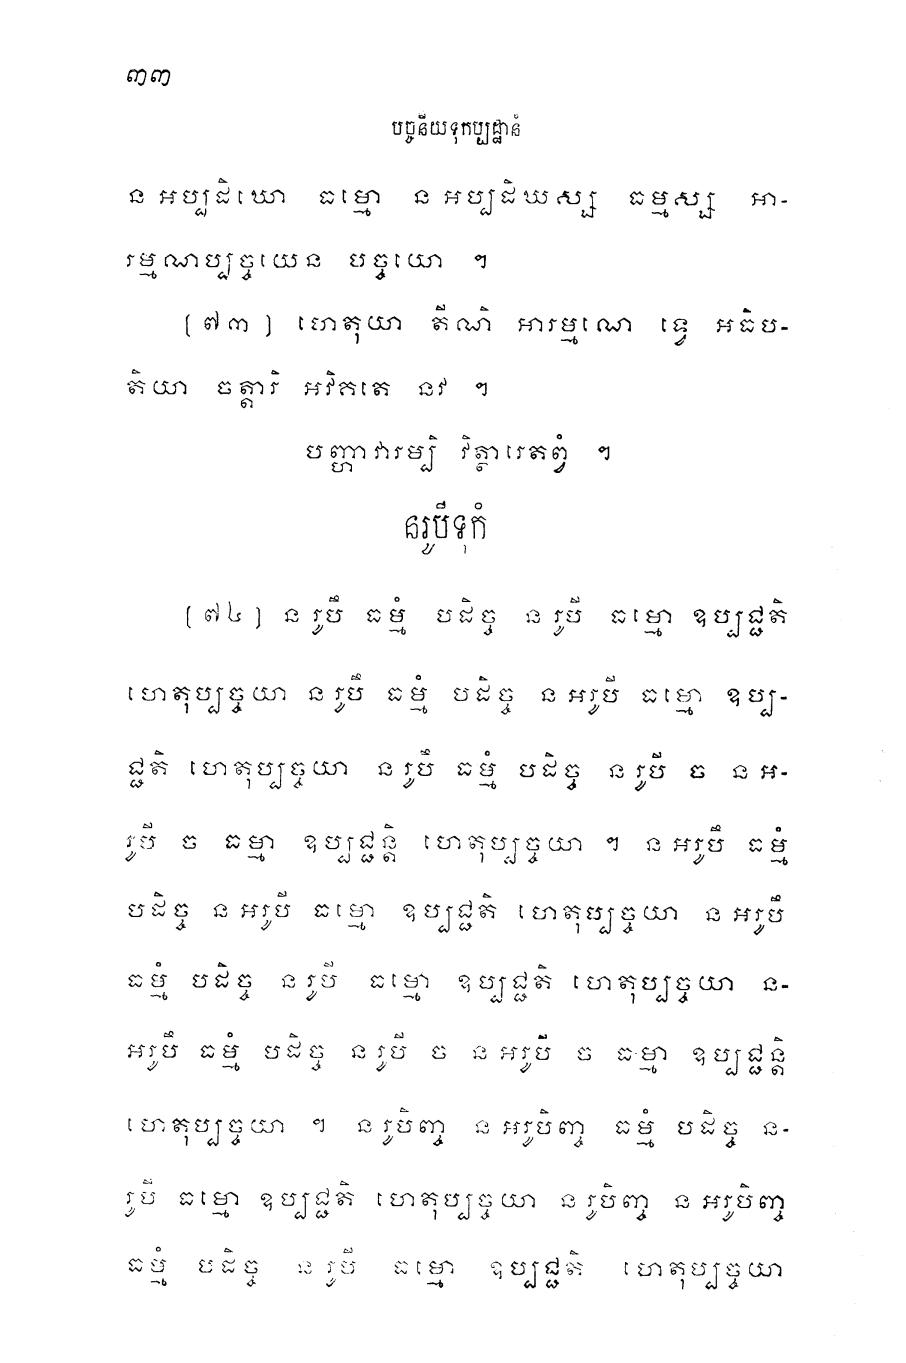 ៣៣
បច្ចនីយទុកប្បដ្ឋានំ
ន អប្បដិឃោ ធម្មោ ន អប្បដិឃស្ស ធម្មស្ស អា-
រម្មណប្បច្ចយេន បច្ចយោ ។
[៧៣] ហេតុយា តីណិ អារម្មណេ ទ្វេ អធិប-
តិយា ចត្តារិ អវិគតេ នវ ។
បញ្ហាវារម្បិ វិត្ថារេតព្វំ ។
នរូបីទុកំ
[៧៤] ន រូបឹ ធម្មំ បដិច្ច ន រូបី ធម្មោ ឧប្បជ្ជតិ
ហេតុប្បច្ចយា ន រូបឹ ធម្មំ បដិច្ច ន អរូបី ធម្មោ ឧប្ប-
ជ្ជតិ ហេតុប្បច្ចយា ន រូបឹ ធម្មំ បដិច្ច ន រូបី ច ន អ-
រូបី ច ធម្មា ឧប្បជ្ជន្តិ ហេតុប្បច្ចយា ។ ន អរូបឹ ធម្មំ
បដិច្ច ន អរូបី ធម្មោ ឧប្បជ្ជតិ ហេតុប្បច្ចយា ន អរូបឹ
ធម្មំ បដិច្ច ន រូបី ធម្មោ ឧប្បជ្ជតិ ហេតុប្បច្ចយា ន-
អរូបឹ ធម្មំ បដិច្ច ន រូបី ច ន អរូបី ច ធម្មា ឧប្បជ្ជន្តិ
ហេតុប្បច្ចយា ។ ន រូបិញ្ច ន អរូបិញ្ច ធម្មំ បដិច្ច ន-
រូបី ធម្មោ ឧប្បជ្ជតិ ហេតុប្បច្ចយា ន រូបិញ្ច ន អរូបិញ្ច
ធម្មំ បដិច្ច ន រូបី ធម្មោ ឧប្បជ្ជតិ ហេតុប្បច្ចយា